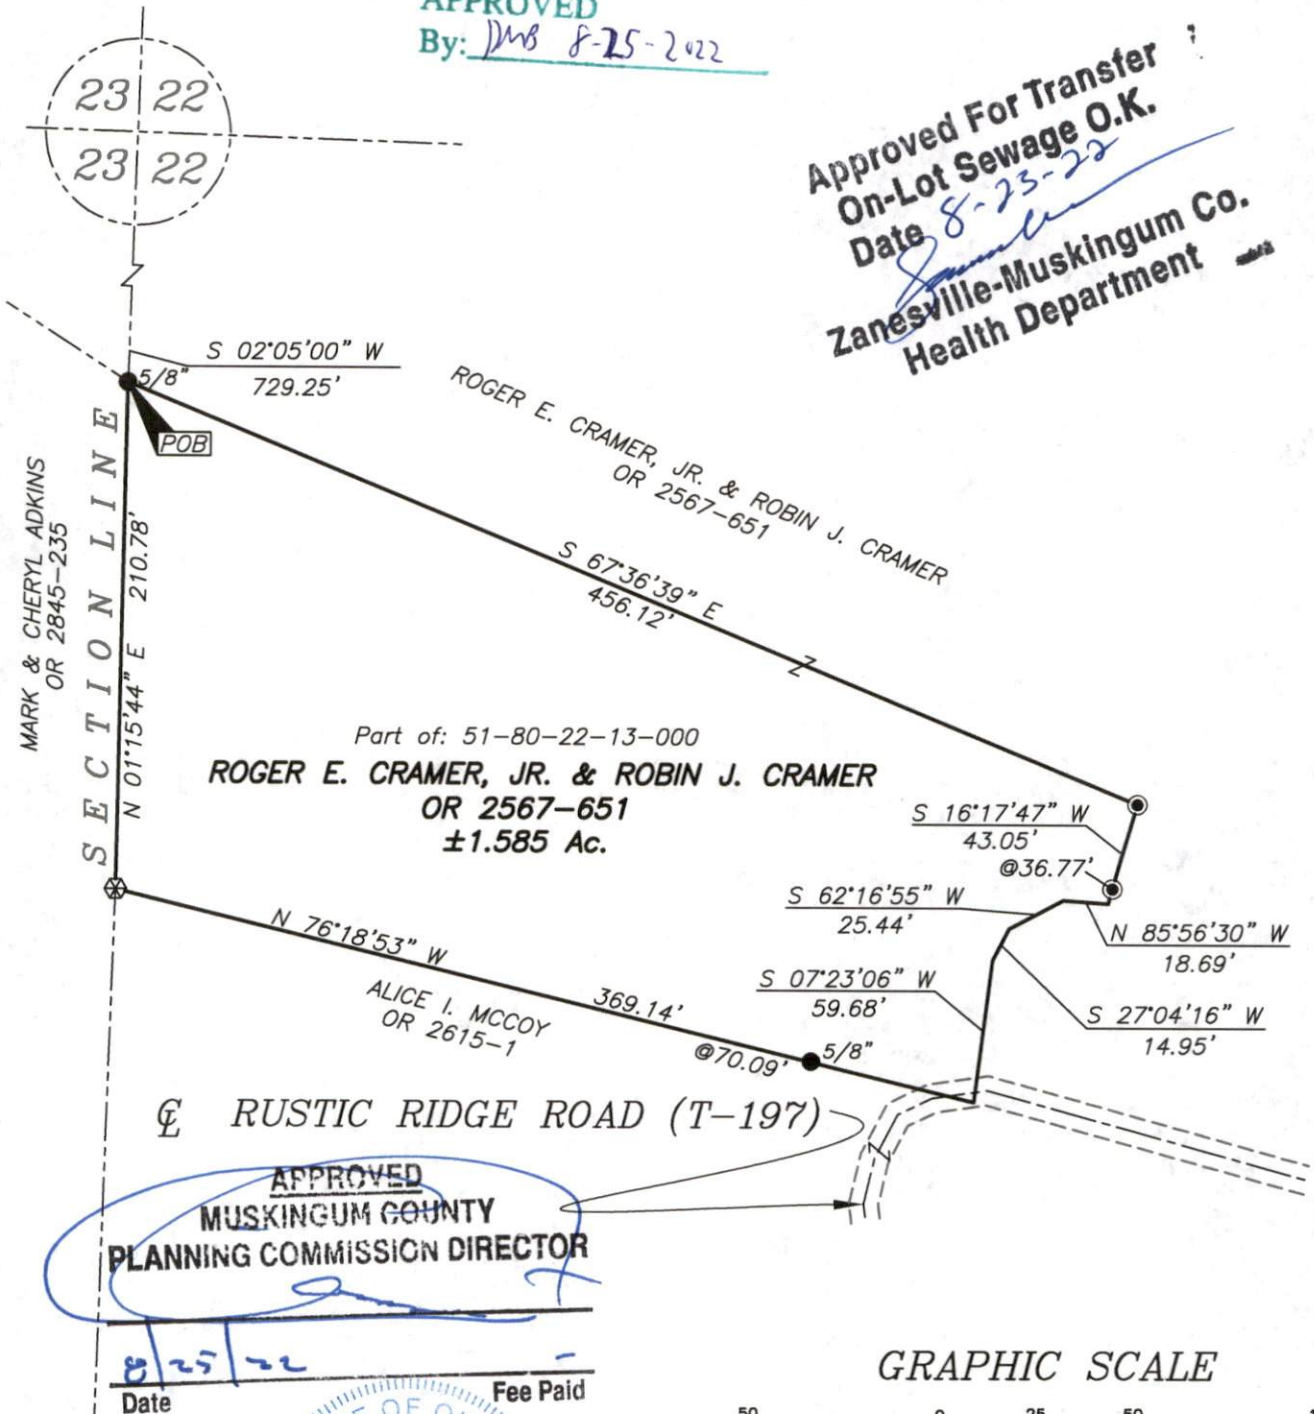 APPROVED
By: DMB 8-25-2022
23 22
23 22
Approved For Transfer
On-Lot Sewage O.K.
Date 8-23-22
Zanesville-Muskingum Co.
Health Department
S 02°05'00" W
729.25'
5/8"
POB
ROGER E. CRAMER, JR. & ROBIN J. CRAMER
OR 2567-651
MARK & CHERYL ADKINS
OR 2845-235
SECTION LINE
N 01°15'44" E 210.78'
S 67°36'39" E
456.12'
Part of: 51-80-22-13-000
ROGER E. CRAMER, JR. & ROBIN J. CRAMER
OR 2567-651
±1.585 Ac.
S 16°17'47" W
43.05'
@36.77'
S 62°16'55" W
25.44'
N 85°56'30" W
18.69'
S 07°23'06" W
59.68'
S 27°04'16" W
14.95'
N 76°18'53" W
369.14'
ALICE I. MCCOY
OR 2615-1
@70.09'
5/8"
℄ RUSTIC RIDGE ROAD (T-197)
APPROVED
MUSKINGUM COUNTY
PLANNING COMMISSION DIRECTOR
8/25/22 -
Date Fee Paid
GRAPHIC SCALE
50 0 25 50